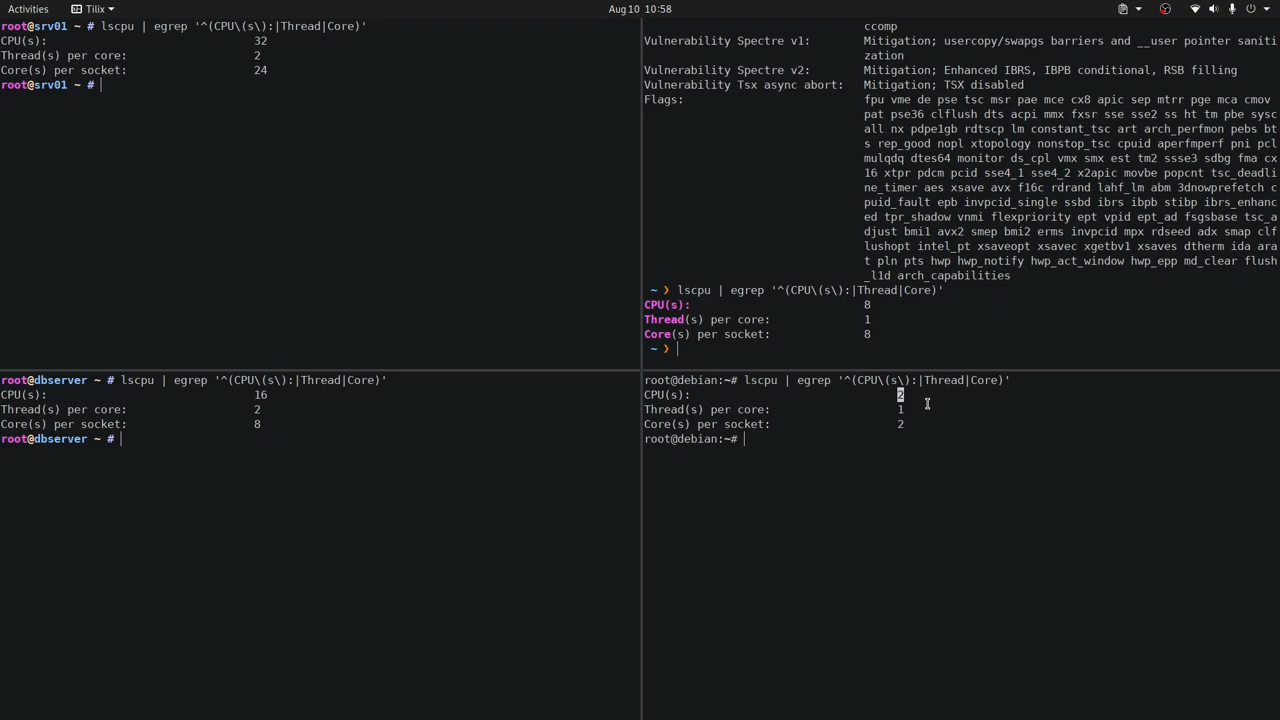 Activities
Tilix
Aug 10 10:58
root@srv01 ~ # lscpu | egrep '^(CPU\(s\):|Thread|Core)'
CPU(s): 32
Thread(s) per core: 2
Core(s) per socket: 24
root@srv01 ~ #
ccomp
Vulnerability Spectre v1: Mitigation; usercopy/swapgs barriers and __user pointer saniti
zation
Vulnerability Spectre v2: Mitigation; Enhanced IBRS, IBPB conditional, RSB filling
Vulnerability Tsx async abort: Mitigation; TSX disabled
Flags: fpu vme de pse tsc msr pae mce cx8 apic sep mtrr pge mca cmov
pat pse36 clflush dts acpi mmx fxsr sse sse2 ss ht tm pbe sysc
all nx pdpe1gb rdtscp lm constant_tsc art arch_perfmon pebs bt
s rep_good nopl xtopology nonstop_tsc cpuid aperfmperf pni pcl
mulqdq dtes64 monitor ds_cpl vmx smx est tm2 ssse3 sdbg fma cx
16 xtpr pdcm pcid sse4_1 sse4_2 x2apic movbe popcnt tsc_deadli
ne_timer aes xsave avx f16c rdrand lahf_lm abm 3dnowprefetch c
puid_fault epb invpcid_single ssbd ibrs ibpb stibp ibrs_enhanc
ed tpr_shadow vnmi flexpriority ept vpid ept_ad fsgsbase tsc_a
djust bmi1 avx2 smep bmi2 erms invpcid mpx rdseed adx smap clf
lushopt intel_pt xsaveopt xsavec xgetbv1 xsaves dtherm ida ara
t pln pts hwp hwp_notify hwp_act_window hwp_epp md_clear flush
_l1d arch_capabilities
~ ❯ lscpu | egrep '^(CPU\(s\):|Thread|Core)'
CPU(s): 8
Thread(s) per core: 1
Core(s) per socket: 8
~ ❯
root@dbserver ~ # lscpu | egrep '^(CPU\(s\):|Thread|Core)'
CPU(s): 16
Thread(s) per core: 2
Core(s) per socket: 8
root@dbserver ~ #
root@debian:~# lscpu | egrep '^(CPU\(s\):|Thread|Core)'
CPU(s): 2
Thread(s) per core: 1
Core(s) per socket: 2
root@debian:~#